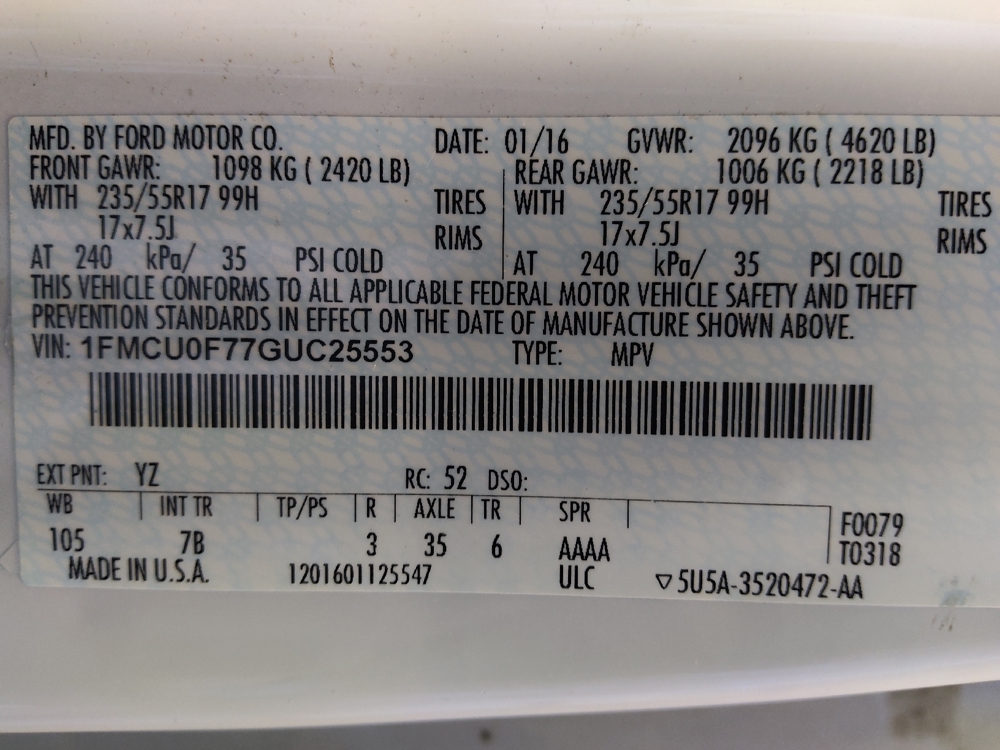 MFD. BY FORD MOTOR CO. DATE: 01/16 GVWR: 2096 KG ( 4620 LB)
FRONT GAWR: 1098 KG ( 2420 LB) REAR GAWR: 1006 KG ( 2218 LB)
WITH 235/55R17 99H TIRES WITH 235/55R17 99H TIRES
17x7.5J RIMS 17x7.5J RIMS
AT 240 kPa/ 35 PSI COLD AT 240 kPa/ 35 PSI COLD
THIS VEHICLE CONFORMS TO ALL APPLICABLE FEDERAL MOTOR VEHICLE SAFETY AND THEFT
PREVENTION STANDARDS IN EFFECT ON THE DATE OF MANUFACTURE SHOWN ABOVE.
VIN: 1FMCU0F77GUC25553 TYPE: MPV
EXT PNT: YZ RC: 52 DSO:
WB INT TR TP/PS R AXLE TR SPR F0079
105 7B 3 35 6 AAAA T0318
MADE IN U.S.A. 1201601125547 ULC ▽5U5A-3520472-AA